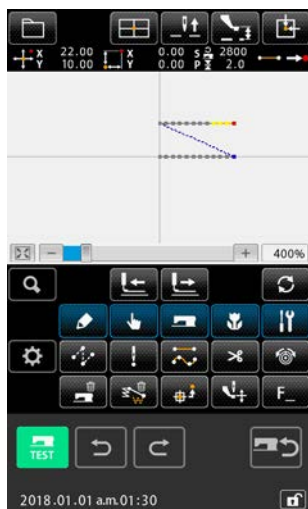 X 22.00 X 0.00 S 2800
Y 10.00 Y 0.00 P 2.0
400%
F_
TEST
2018.01.01 a.m.01:30